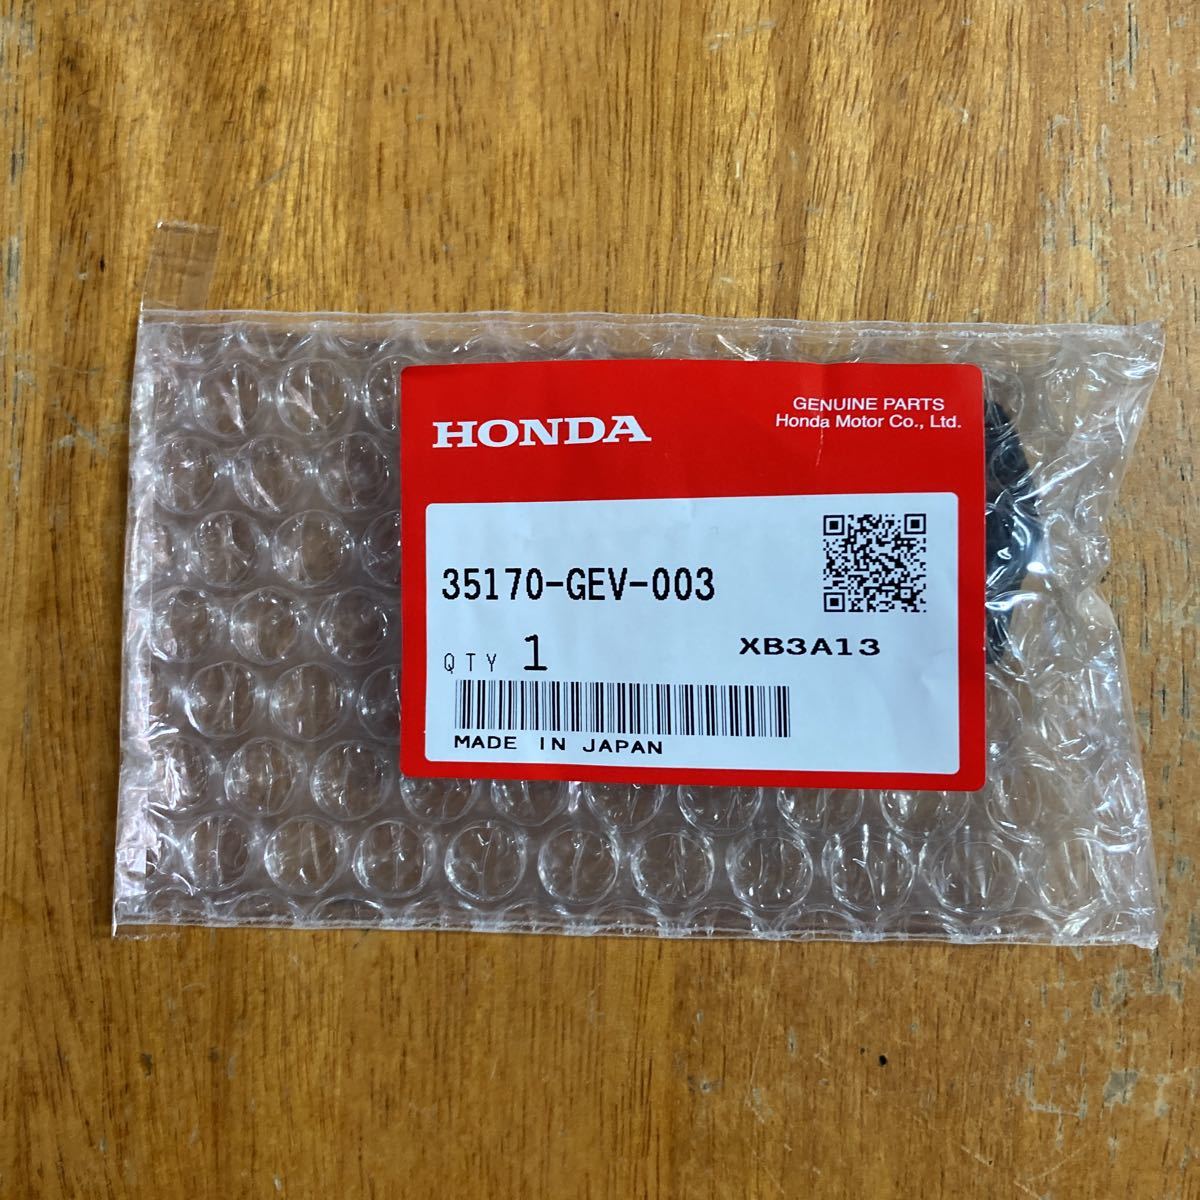 HONDA
GENUINE PARTS
Honda Motor Co., Ltd.
35170-GEV-003
QTY 1
XB3A13
MADE IN JAPAN